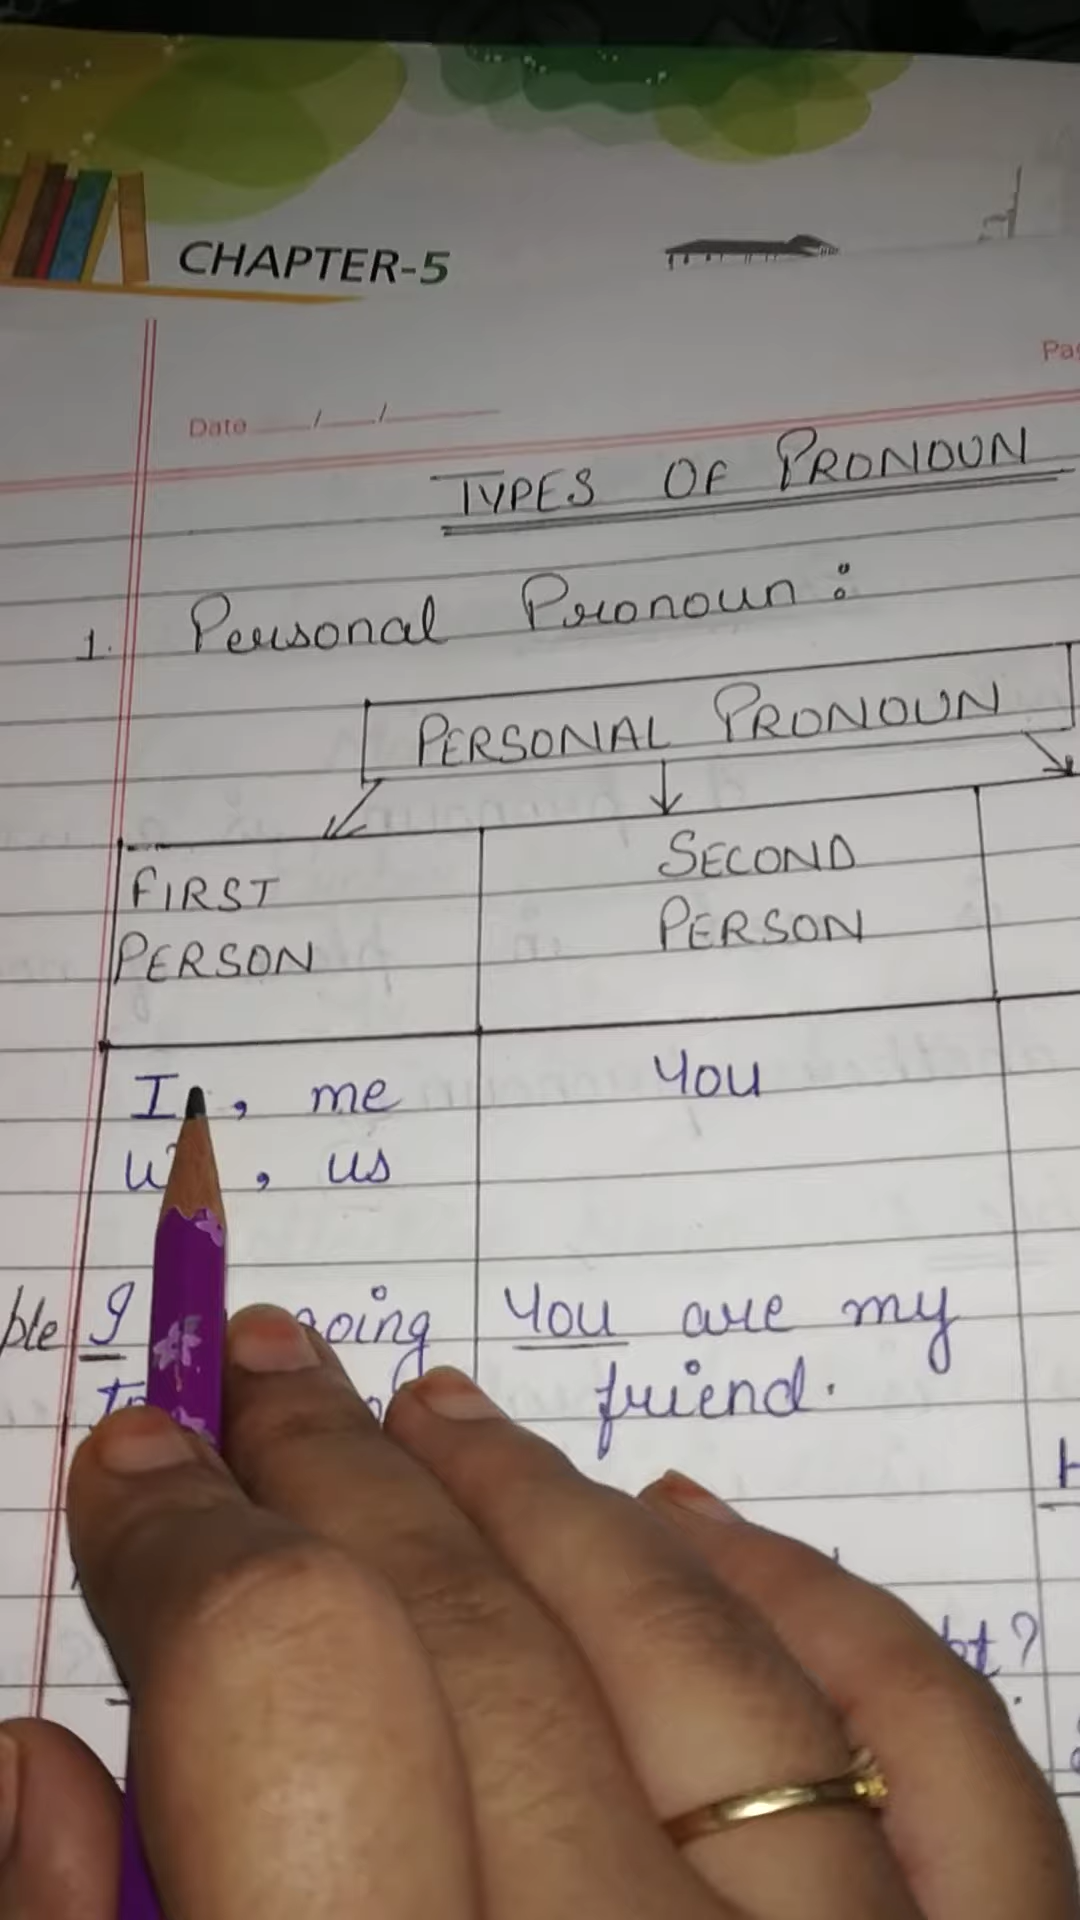 CHAPTER-5
Date
TYPES OF PRONOUN
1. Personal Pronoun :
PERSONAL PRONOUN
FIRST PERSON
SECOND PERSON
I , me
, us
You
I going
You are my
friend.